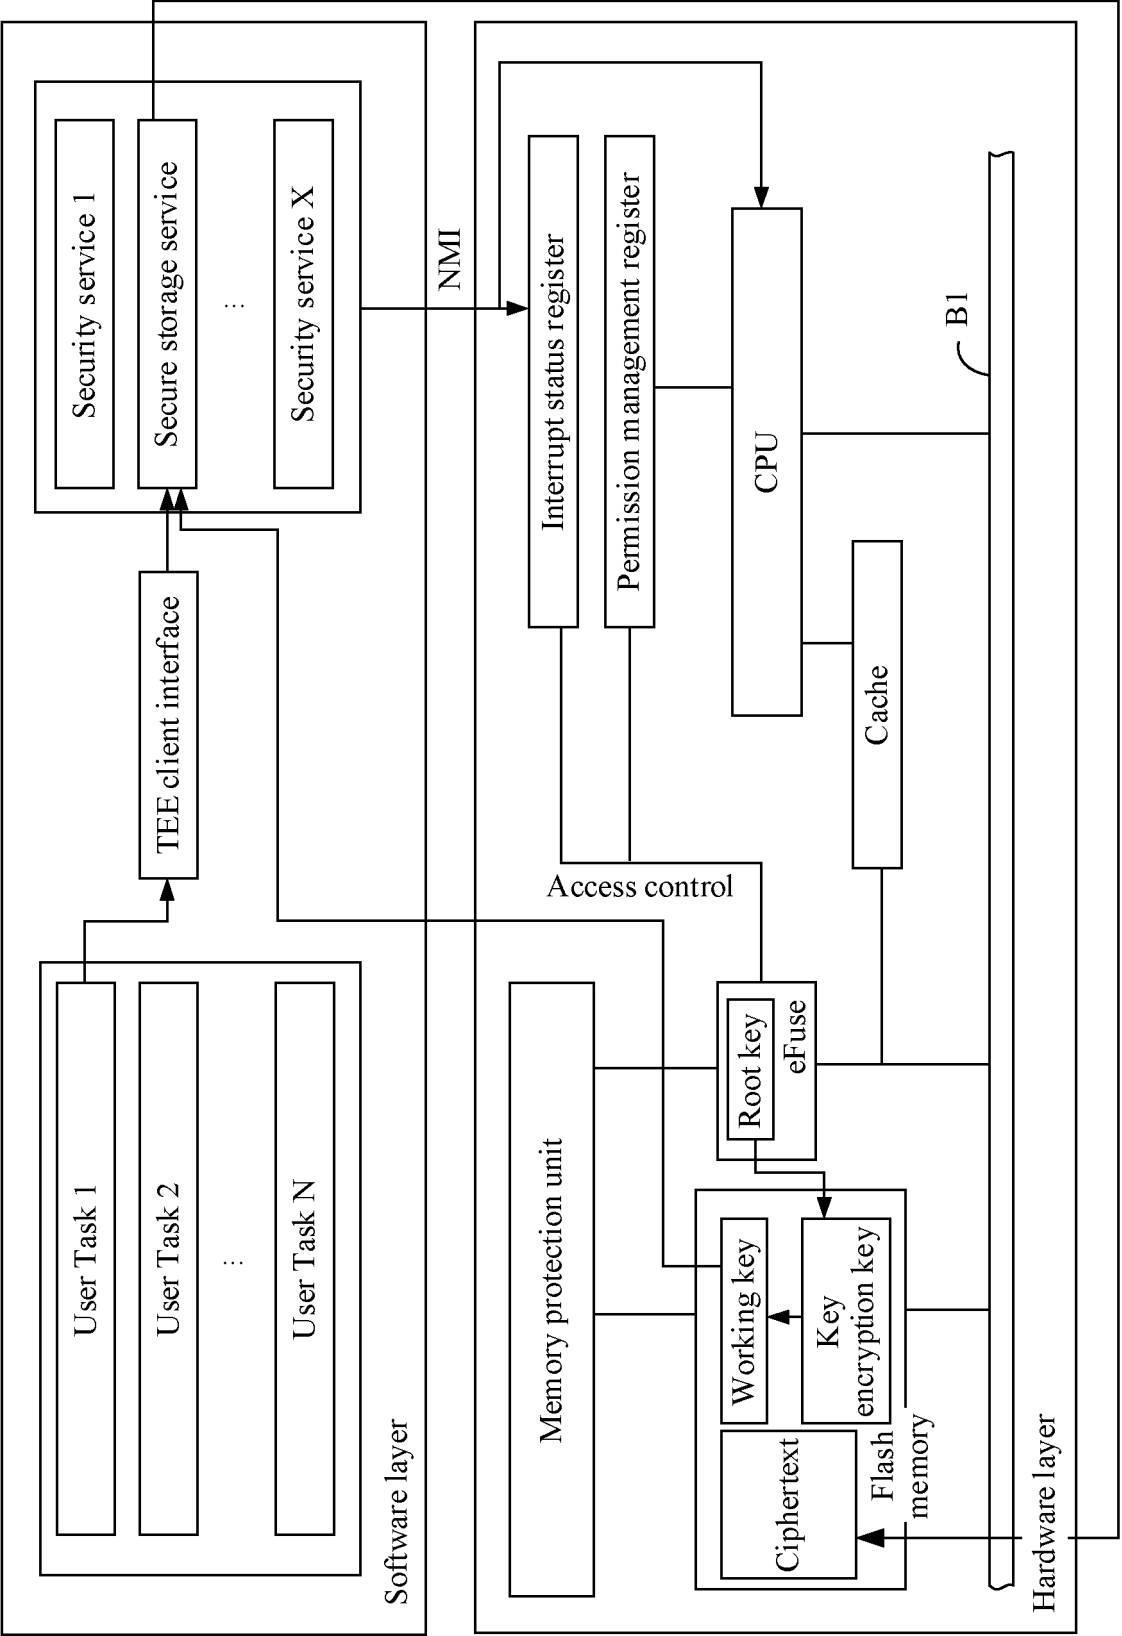 User Task 1
User Task 2
...
User Task N
TEE client interface
Security service 1
Secure storage service
...
Security service X
Software layer
NMI
Memory protection unit
Access control
Interrupt status register
Permission management register
Root key
eFuse
Working key
Key
encryption key
Ciphertext
Flash
memory
CPU
Cache
B1
Hardware layer